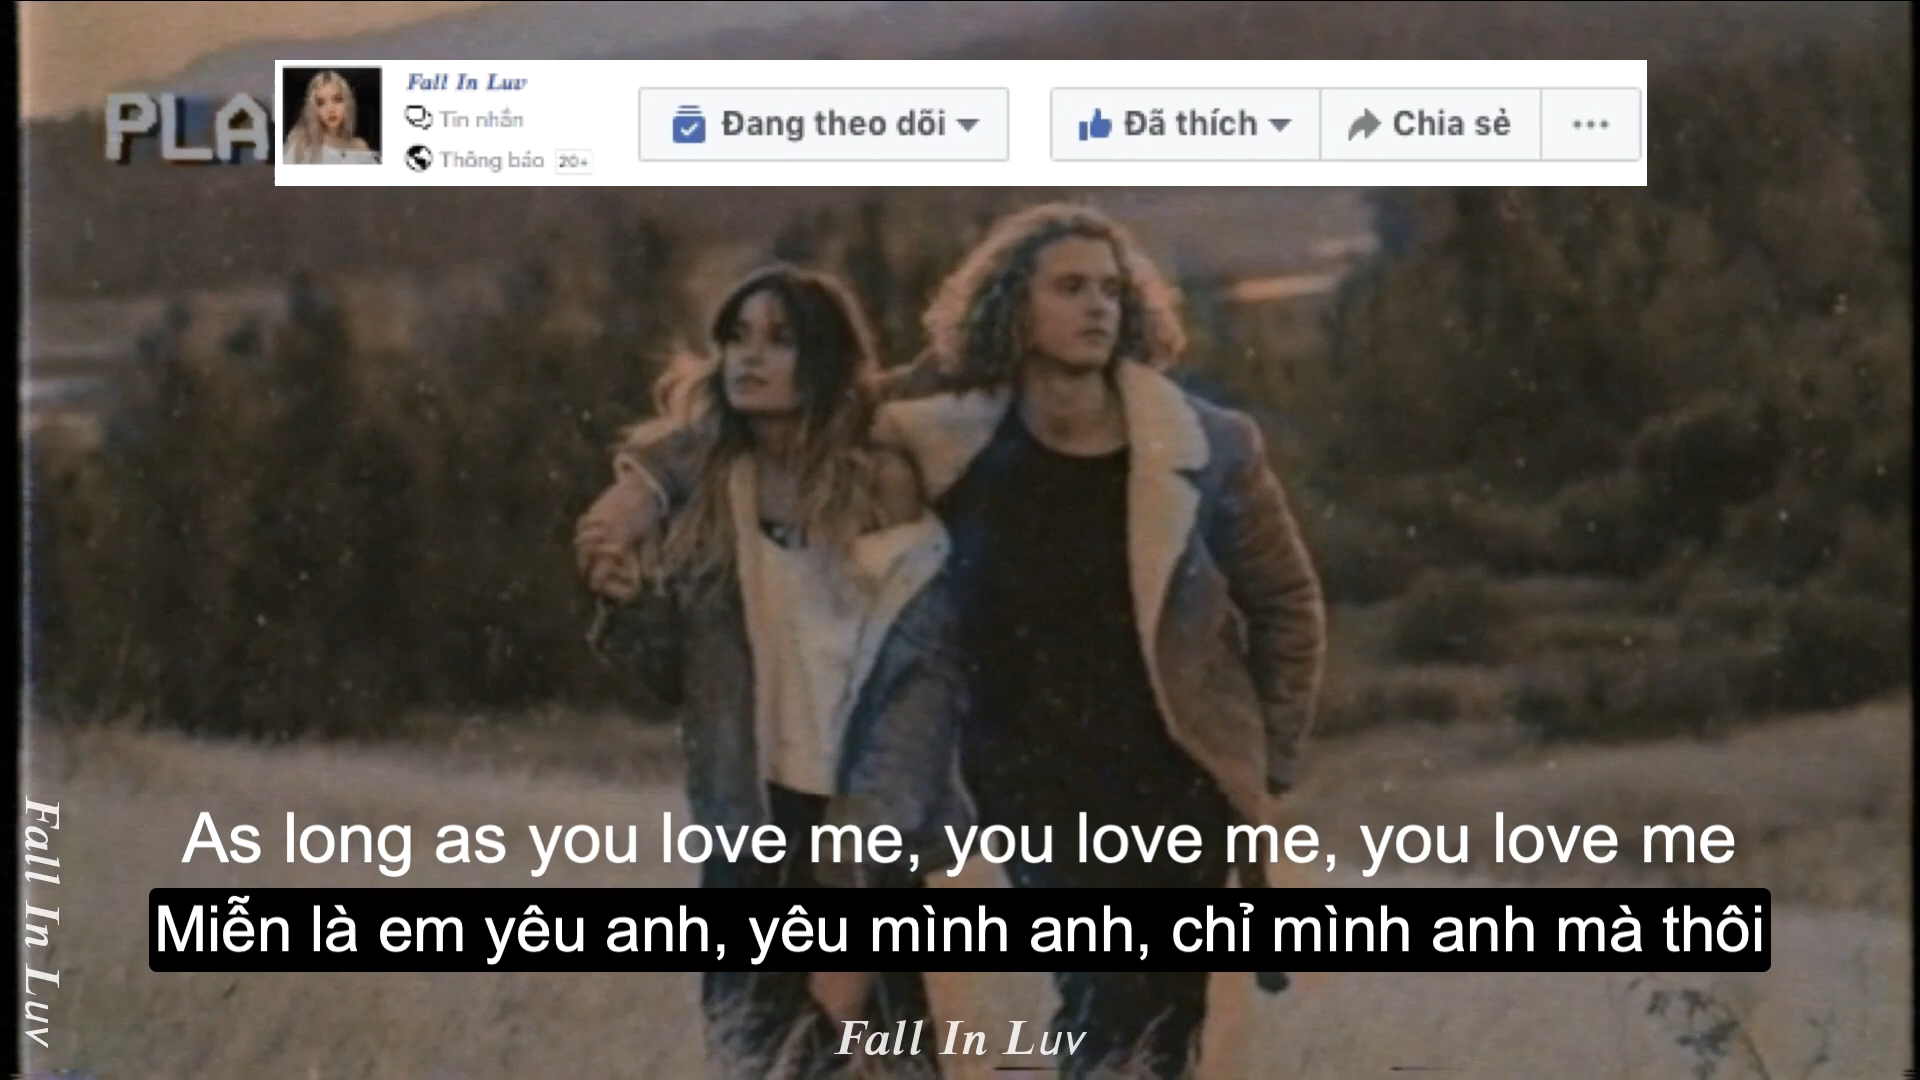 PLA
Fall In Luv
Tin nhắn
Thông báo 20+
Đang theo dõi
Đã thích
Chia sẻ
As long as you love me, you love me, you love me
Miễn là em yêu anh, yêu mình anh, chỉ mình anh mà thôi
Fall In Luv
Fall In Luv